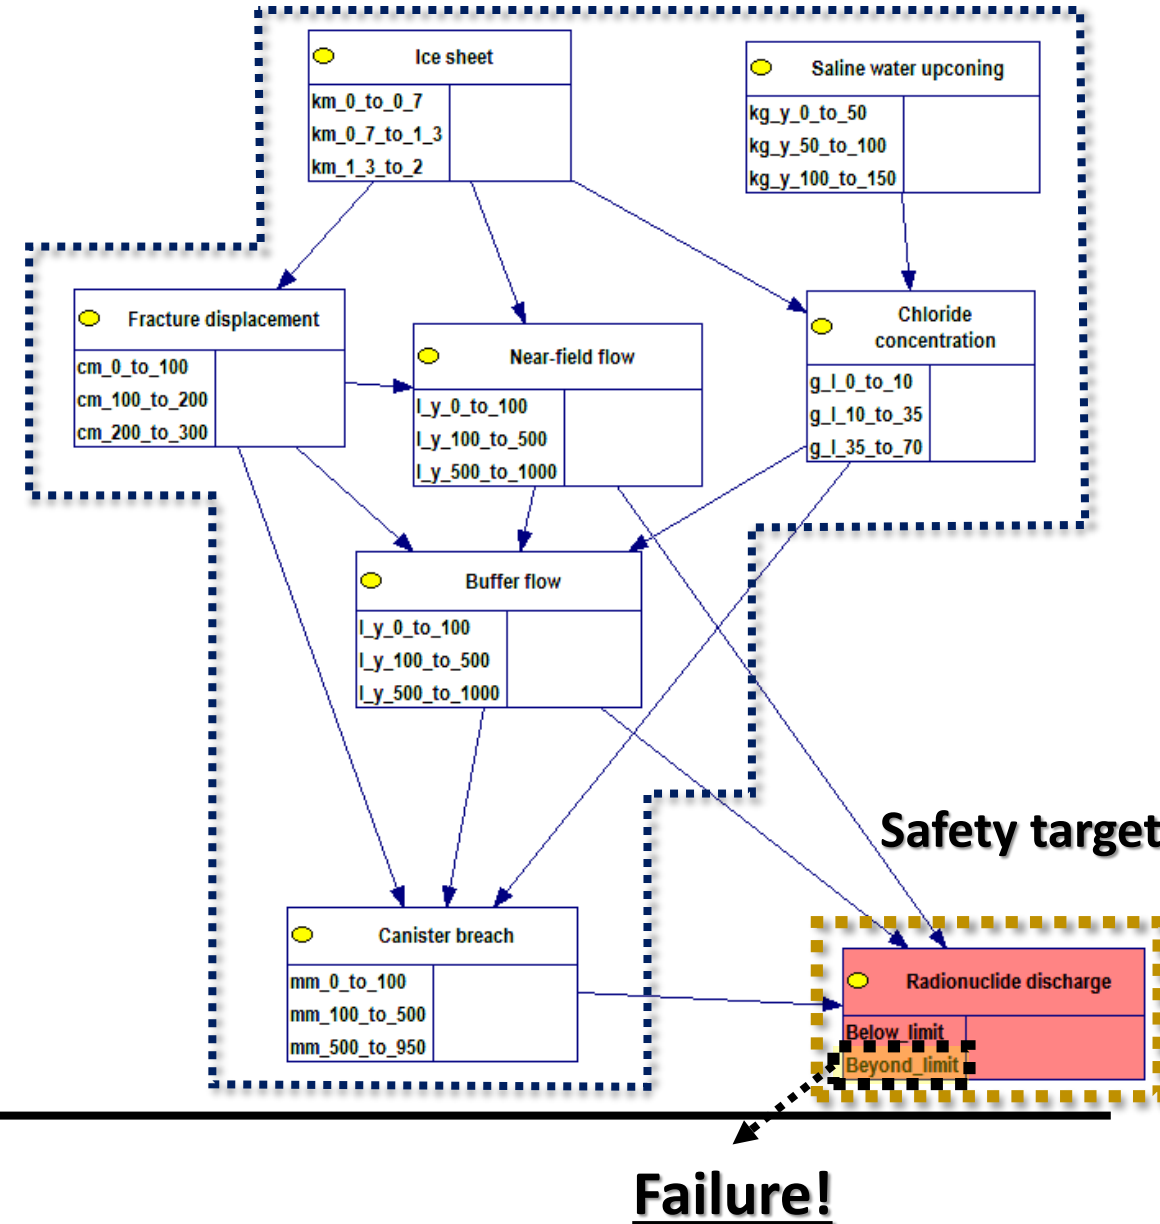 Ice sheet
km_0_to_0_7
km_0_7_to_1_3
km_1_3_to_2
Saline water upconing
kg_y_0_to_50
kg_y_50_to_100
kg_y_100_to_150
Fracture displacement
cm_0_to_100
cm_100_to_200
cm_200_to_300
Near-field flow
l_y_0_to_100
l_y_100_to_500
l_y_500_to_1000
Chloride
concentration
g_l_0_to_10
g_l_10_to_35
g_l_35_to_70
Buffer flow
l_y_0_to_100
l_y_100_to_500
l_y_500_to_1000
Safety target
Canister breach
mm_0_to_100
mm_100_to_500
mm_500_to_950
Radionuclide discharge
Below_limit
Beyond_limit
Failure!